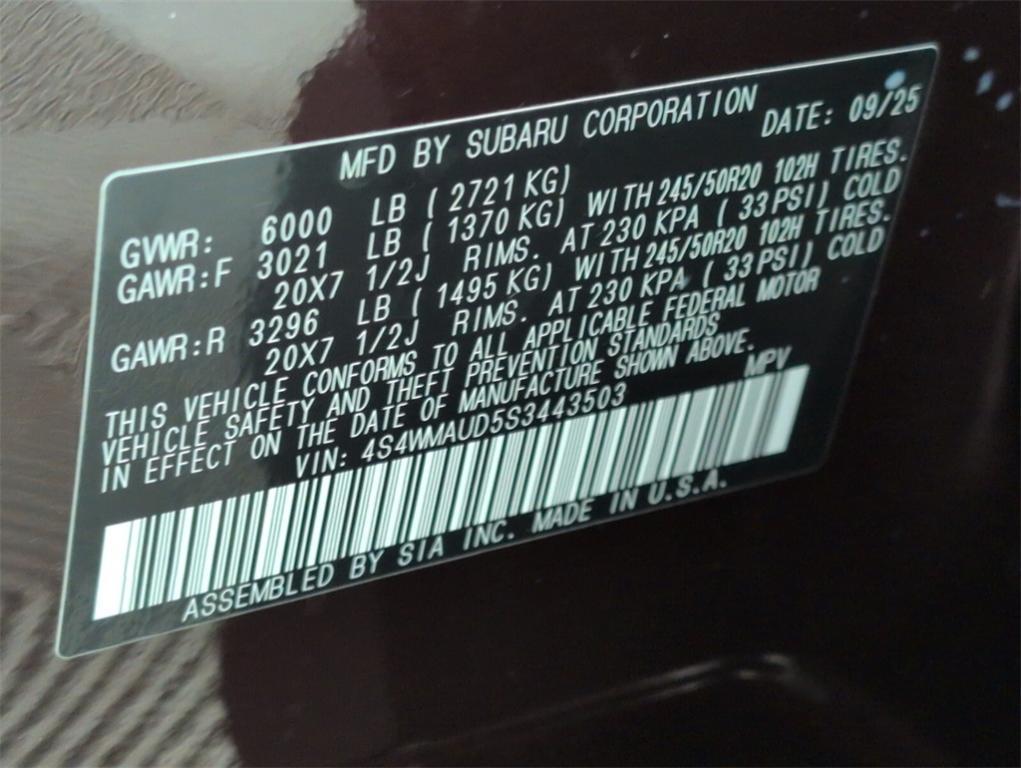 MFD BY SUBARU CORPORATION
DATE: 09/25
GVWR: 6000 LB ( 2721 KG)
GAWR:F 3021 LB ( 1370 KG) WITH 245/50R20 102H TIRES.
20X7 1/2J RIMS. AT 230 KPA ( 33 PSI) COLD
GAWR:R 3296 LB ( 1495 KG) WITH 245/50R20 102H TIRES.
20X7 1/2J RIMS. AT 230 KPA ( 33 PSI) COLD
THIS VEHICLE CONFORMS TO ALL APPLICABLE FEDERAL MOTOR
VEHICLE SAFETY AND THEFT PREVENTION STANDARDS
IN EFFECT ON THE DATE OF MANUFACTURE SHOWN ABOVE.
VIN: 4S4WMAUD5S3443503 MPV
ASSEMBLED BY SIA INC. MADE IN U.S.A.